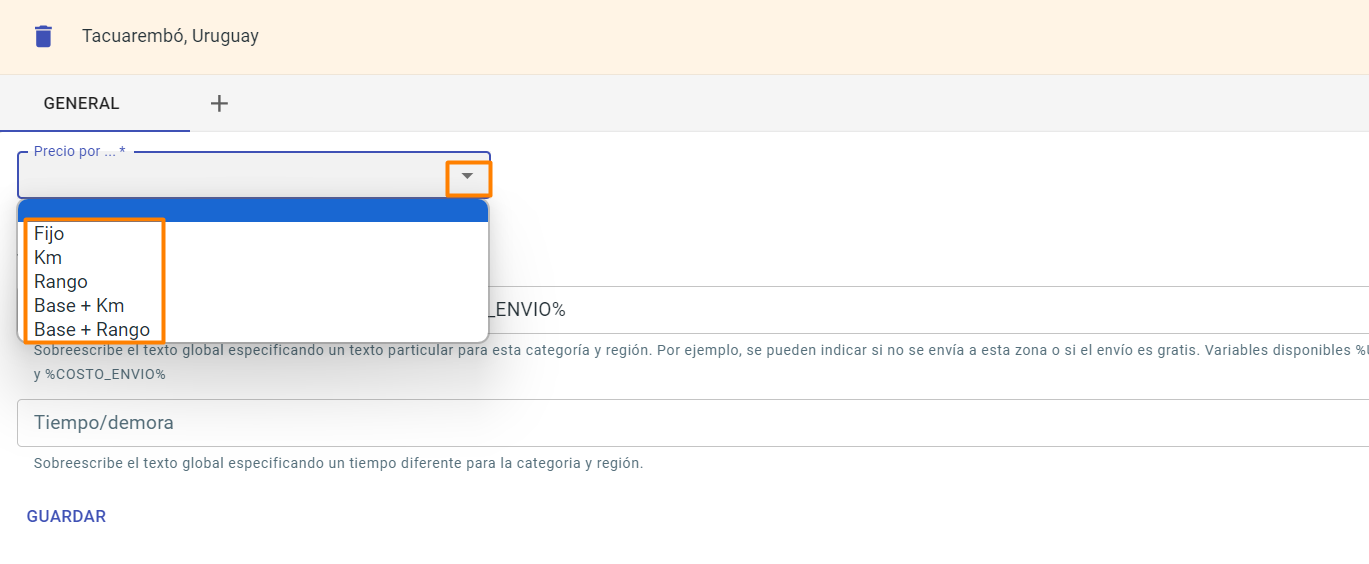 Tacuarembó, Uruguay
GENERAL
Precio por ... *
Fijo
Km
Rango
Base + Km
Base + Rango
_ENVIO%
Sobreescribe el texto global especificando un texto particular para esta categoría y región. Por ejemplo, se pueden indicar si no se envía a esta zona o si el envío es gratis. Variables disponibles
y %COSTO_ENVIO%
Tiempo/demora
Sobreescribe el texto global especificando un tiempo diferente para la categoria y región.
GUARDAR